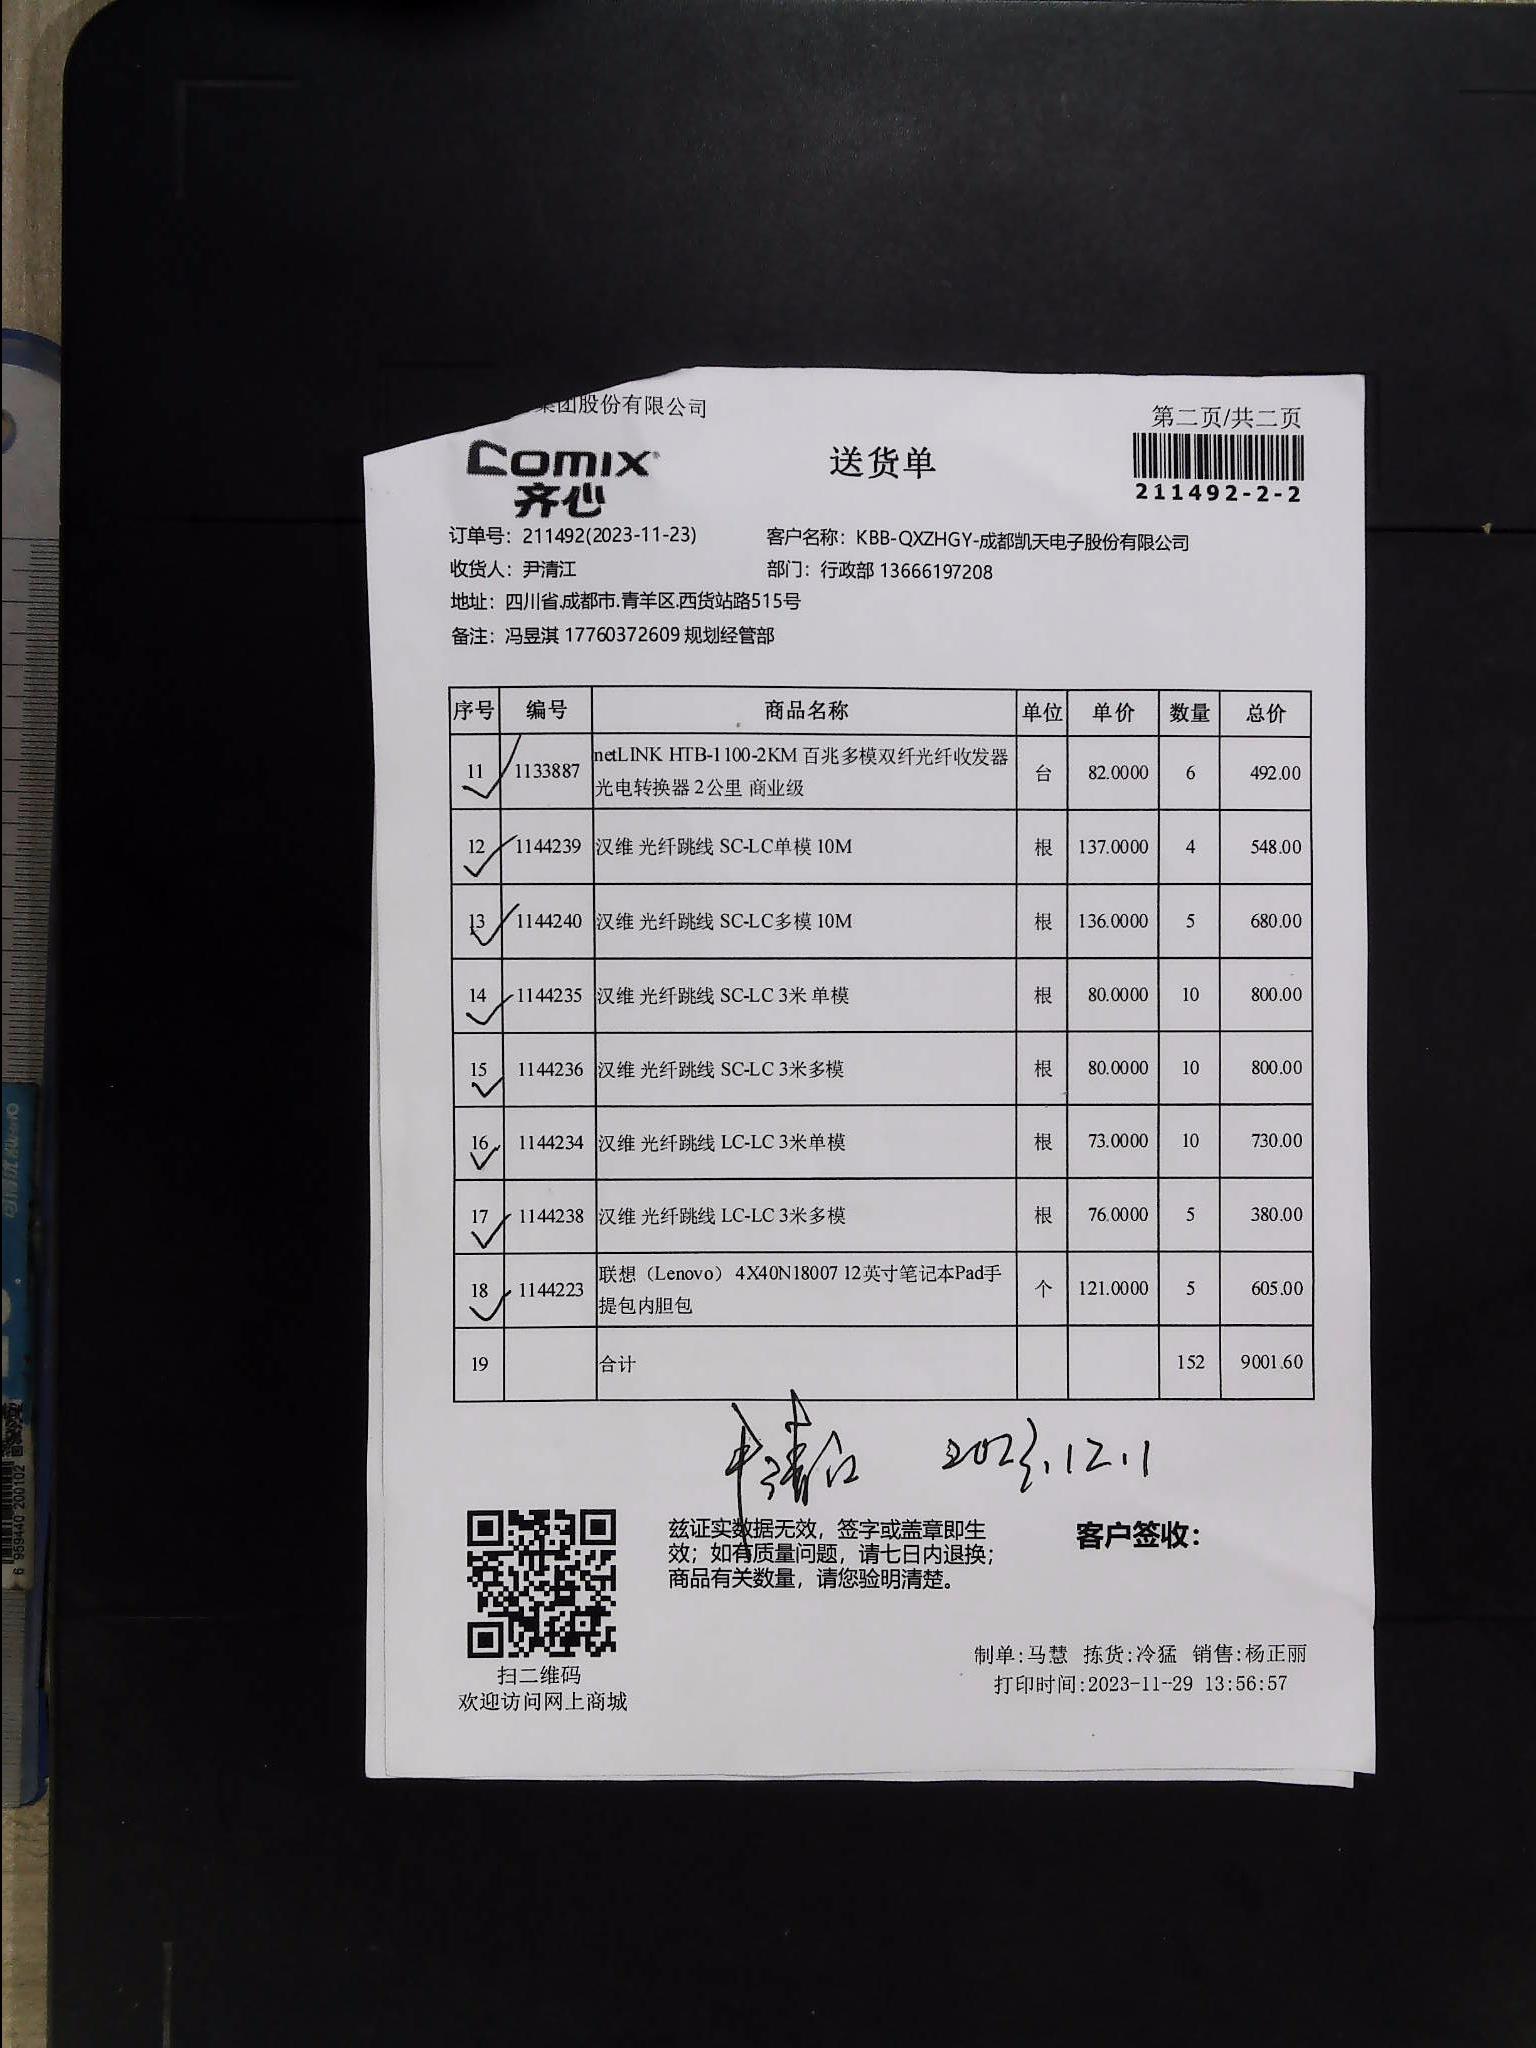 集团股份有限公司
第二页/共二页
COMIX
齐心
送货单
211492-2-2
订单号：211492(2023-11-23) 客户名称：KBB-QXZHGY-成都凯天电子股份有限公司
收货人：尹清江 部门：行政部 13666197208
地址：四川省.成都市.青羊区.西货站路515号
备注：冯昱淇 17760372609 规划经管部
序号 编号 商品名称 单位 单价 数量 总价
11 1133887 netLINK HTB-1100-2KM 百兆多模双纤光纤收发器
光电转换器 2公里 商业级 台 82.0000 6 492.00
12 1144239 汉维 光纤跳线 SC-LC单模 10M 根 137.0000 4 548.00
13 1144240 汉维 光纤跳线 SC-LC多模 10M 根 136.0000 5 680.00
14 1144235 汉维 光纤跳线 SC-LC 3米 单模 根 80.0000 10 800.00
15 1144236 汉维 光纤跳线 SC-LC 3米多模 根 80.0000 10 800.00
16 1144234 汉维 光纤跳线 LC-LC 3米单模 根 73.0000 10 730.00
17 1144238 汉维 光纤跳线 LC-LC 3米多模 根 76.0000 5 380.00
18 1144223 联想（Lenovo） 4X40N18007 12英寸笔记本Pad手
提包内胆包 个 121.0000 5 605.00
19 合计 152 9001.60
尹清江 2023.12.1
兹证实数据无效，签字或盖章即生
效；如有质量问题，请七日内退换；
商品有关数量，请您验明清楚。
客户签收：
扫二维码
欢迎访问网上商城
制单:马慧 拣货:冷猛 销售:杨正丽
打印时间:2023-11-29 13:56:57
6 959440 200102